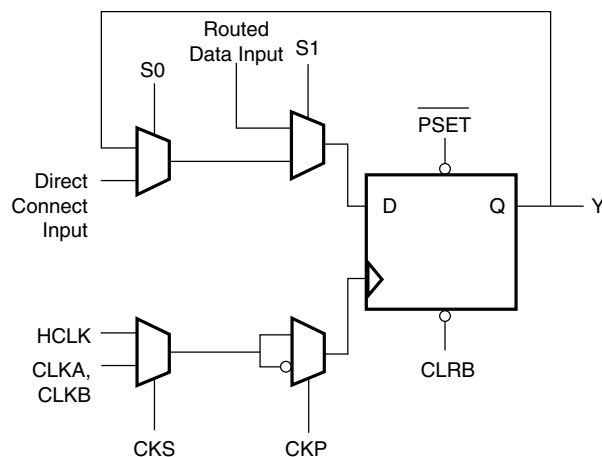 Routed
Data Input
S1
S0
PSET
Direct
Connect
Input
D
Q
Y
HCLK
CLKA,
CLKB
CLRB
CKS
CKP